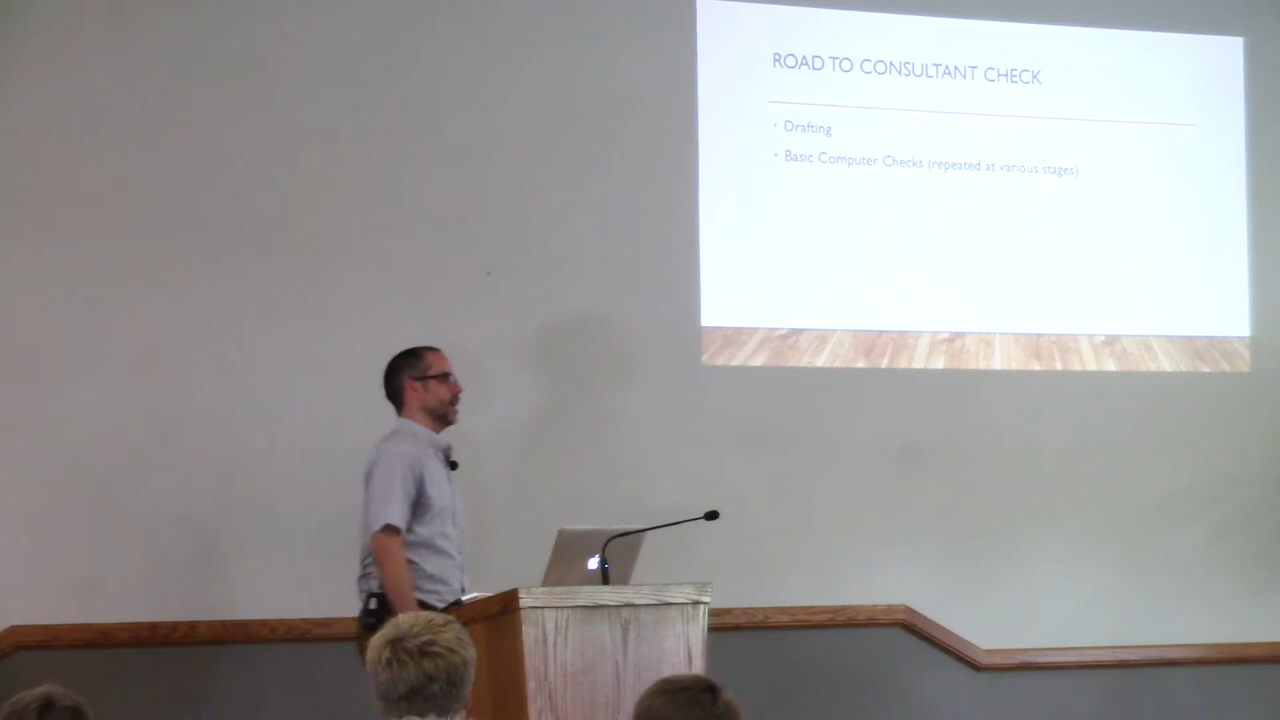 ROAD TO CONSULTANT CHECK
• Drafting
• Basic Computer Checks (repeated at various stages)